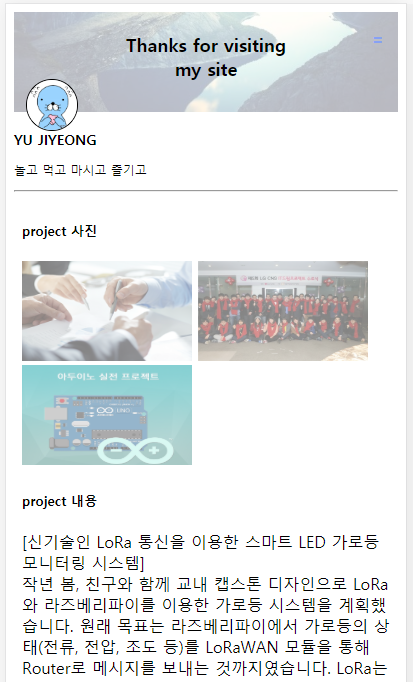 Thanks for visiting
my site
YU JIYEONG
놀고 먹고 마시고 즐기고
project 사진
아두이노 실전 프로젝트
project 내용
[신기술인 LoRa 통신을 이용한 스마트 LED 가로등
모니터링 시스템]
작년 봄, 친구와 함께 교내 캡스톤 디자인으로 LoRa
와 라즈베리파이를 이용한 가로등 시스템을 계획했
습니다. 원래 목표는 라즈베리파이에서 가로등의 상
태(전류, 전압, 조도 등)를 LoRaWAN 모듈을 통해
Router로 메시지를 보내는 것까지였습니다. LoRa는